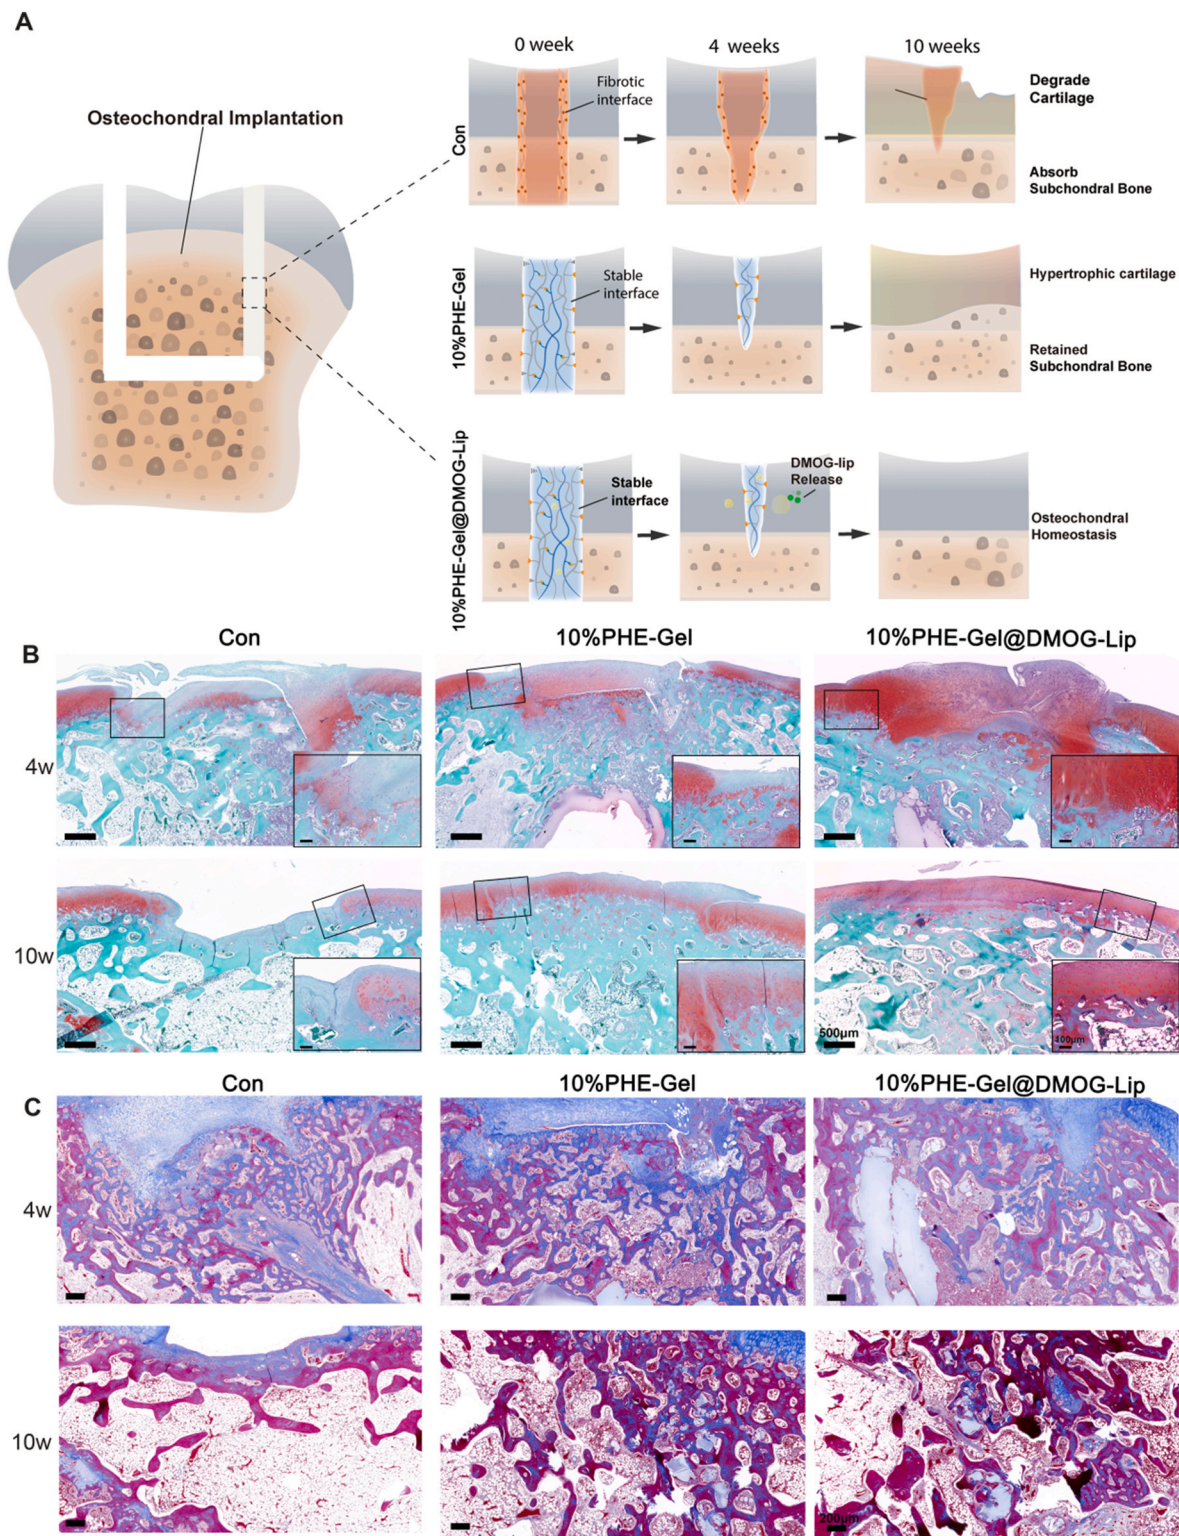 A
Osteochondral Implantation
0 week
4 weeks
10 weeks
Con
Fibrotic
interface
Degrade
Cartilage
Absorb
Subchondral Bone
10%PHE-Gel
Stable
interface
Hypertrophic cartilage
Retained
Subchondral Bone
10%PHE-Gel@DMOG-Lip
Stable
interface
DMOG-lip
Release
Osteochondral
Homeostasis
B
Con
10%PHE-Gel
10%PHE-Gel@DMOG-Lip
4w
10w
500μm
100μm
C
Con
10%PHE-Gel
10%PHE-Gel@DMOG-Lip
4w
10w
200μm